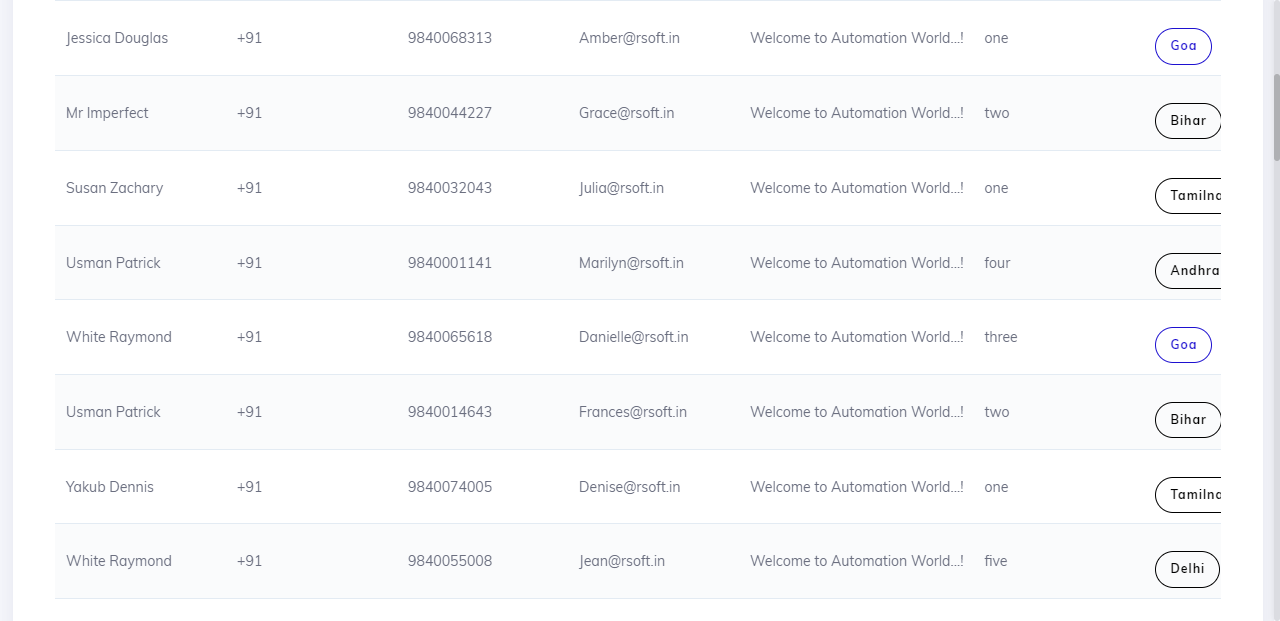 Jessica Douglas +91 9840068313 Amber@rsoft.in Welcome to Automation World...! one Goa
Mr Imperfect +91 9840044227 Grace@rsoft.in Welcome to Automation World...! two Bihar
Susan Zachary +91 9840032043 Julia@rsoft.in Welcome to Automation World...! one
Usman Patrick +91 9840001141 Marilyn@rsoft.in Welcome to Automation World...! four Andhra
White Raymond +91 9840065618 Danielle@rsoft.in Welcome to Automation World...! three Goa
Usman Patrick +91 9840014643 Frances@rsoft.in Welcome to Automation World...! two Bihar
Yakub Dennis +91 9840074005 Denise@rsoft.in Welcome to Automation World...! one
White Raymond +91 9840055008 Jean@rsoft.in Welcome to Automation World...! five Delhi